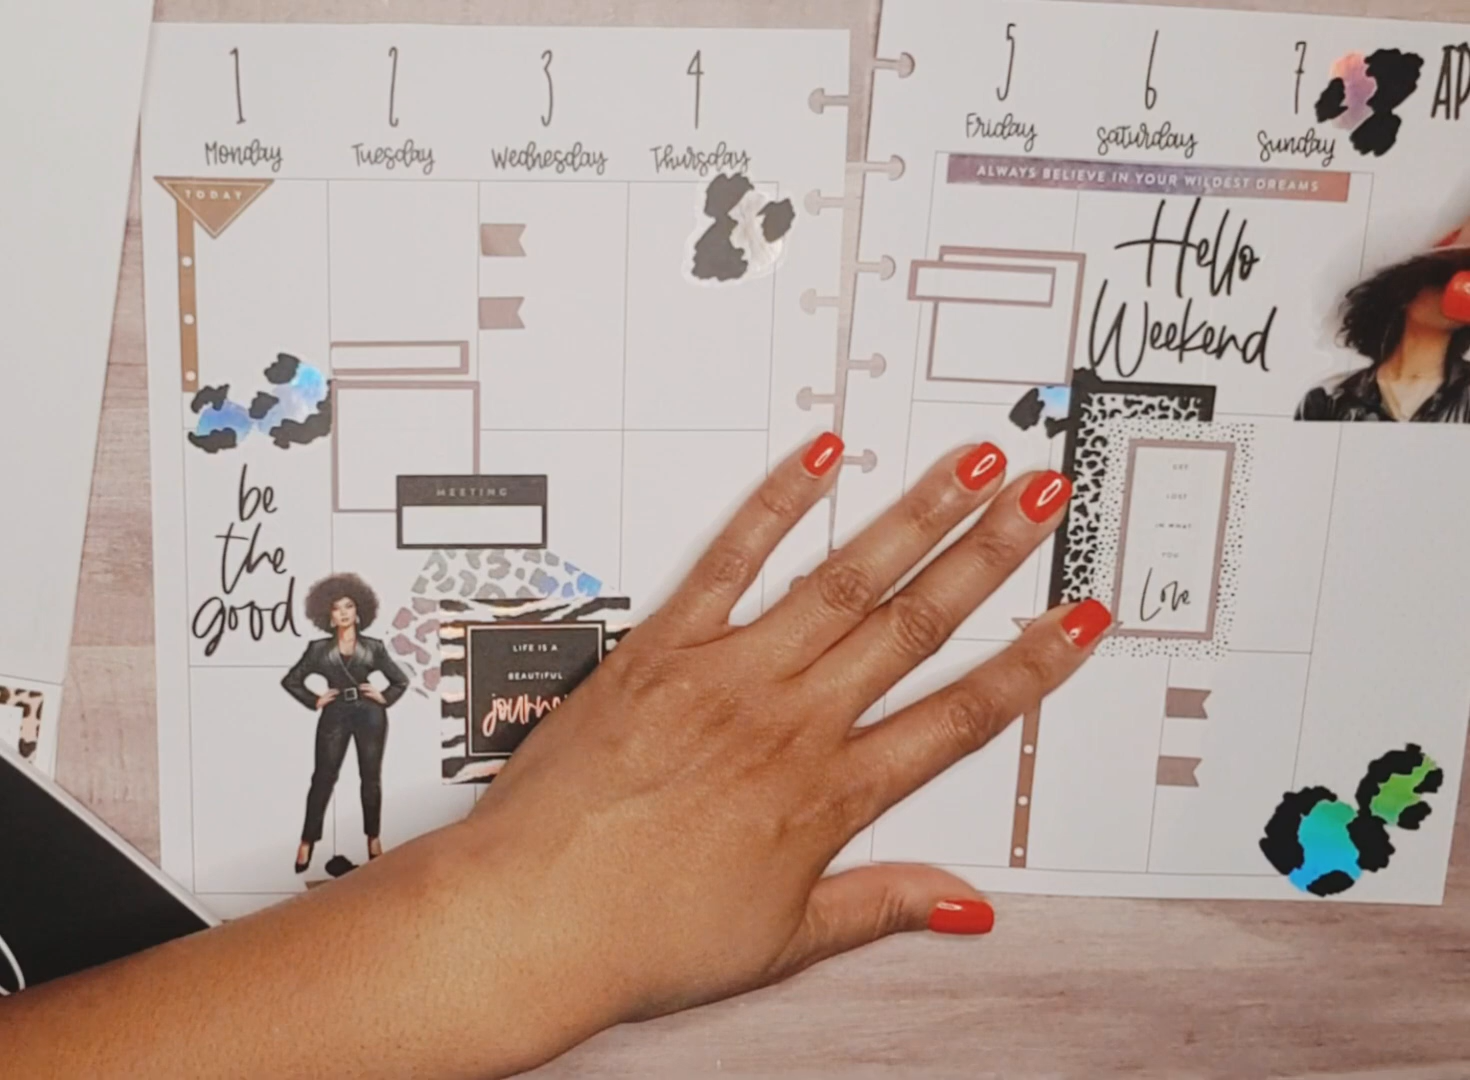 1 2 3 4
Monday Tuesday Wednesday Thursday
5 6 7
Friday Saturday Sunday
AP
TODAY
be
the
good
MEETING
LIFE IS A
BEAUTIFUL
ALWAYS BELIEVE IN YOUR WILDEST DREAMS
Hello
Weekend
GET
LOST
IN WHAT
YOU
Love